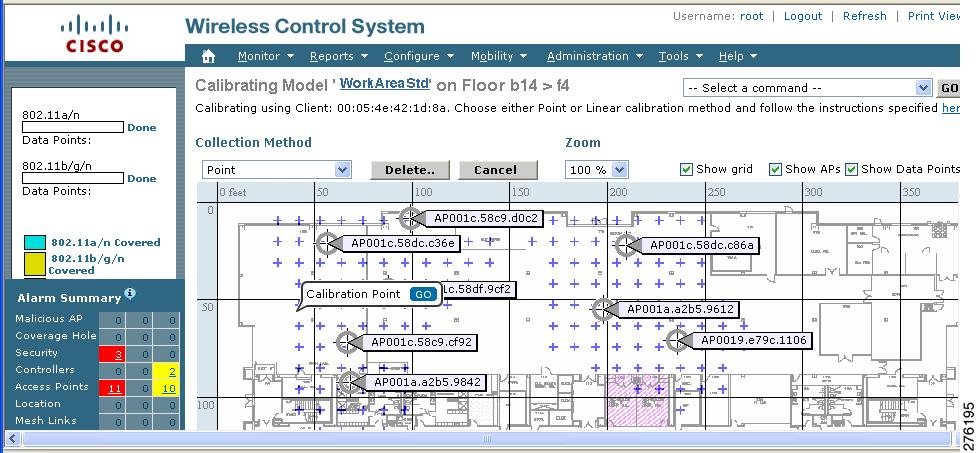 Username: root | Logout | Refresh | Print View
CISCO
Wireless Control System
Monitor Reports Configure Mobility Administration Tools Help
Calibrating Model ' WorkAreaStd' on Floor b14 > f4
-- Select a command -- GO
Calibrating using Client: 00:05:4e:42:1d:8a. Choose either Point or Linear calibration method and follow the instructions specified her
802.11a/n
Done
Data Points:
802.11b/g/n
Done
Data Points:
802.11a/n Covered
802.11b/g/n
Covered
Collection Method Zoom
Point Delete.. Cancel 100 % Show grid Show APs Show Data Points
0 feet 50 100 150 200 250 300 350
0
50
100
AP001c.58c9.d0c2
AP001c.58dc.c36e
AP001c.58dc.c86a
1c.58df.9cf2
Calibration Point GO
AP001a.a2b5.9612
AP001c.58c9.cf92
AP0019.e79c.1106
AP001a.a2b5.9842
Alarm Summary
Malicious AP 0 0 0
Coverage Hole 0 0 0
Security 3 0 0
Controllers 0 0 2
Access Points 11 0 10
Location 0 0 0
Mesh Links 0 0 0
276195